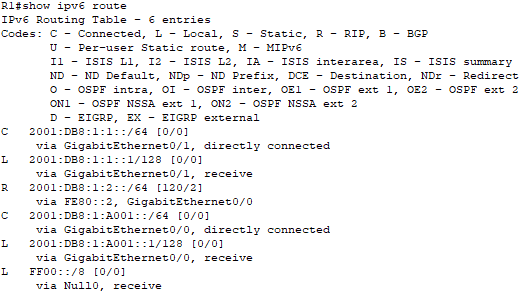 R1#show ipv6 route
IPv6 Routing Table - 6 entries
Codes: C - Connected, L - Local, S - Static, R - RIP, B - BGP
U - Per-user Static route, M - MIPv6
I1 - ISIS L1, I2 - ISIS L2, IA - ISIS interarea, IS - ISIS summary
ND - ND Default, NDp - ND Prefix, DCE - Destination, NDr - Redirect
O - OSPF intra, OI - OSPF inter, OE1 - OSPF ext 1, OE2 - OSPF ext 2
ON1 - OSPF NSSA ext 1, ON2 - OSPF NSSA ext 2
D - EIGRP, EX - EIGRP external
C 2001:DB8:1:1::/64 [0/0]
via GigabitEthernet0/1, directly connected
L 2001:DB8:1:1::1/128 [0/0]
via GigabitEthernet0/1, receive
R 2001:DB8:1:2::/64 [120/2]
via FE80::2, GigabitEthernet0/0
C 2001:DB8:1:A001::/64 [0/0]
via GigabitEthernet0/0, directly connected
L 2001:DB8:1:A001::1/128 [0/0]
via GigabitEthernet0/0, receive
L FF00::/8 [0/0]
via Null0, receive